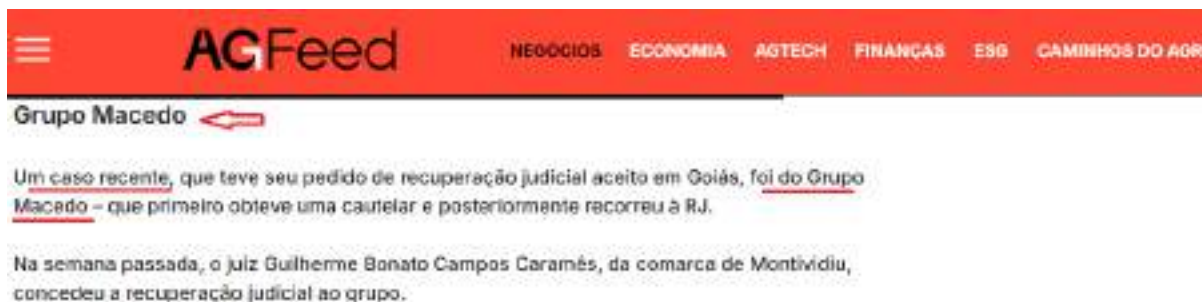 AGFeed
NEGÓCIOS ECONOMIA AGTECH FINANÇAS ESG CAMINHOS DO AGR
Grupo Macedo
Um caso recente, que teve seu pedido de recuperação judicial aceito em Goiás, foi do Grupo
Macedo – que primeiro obteve uma cautelar e posteriormente recorreu à RJ.
Na semana passada, o juiz Guilherme Bonato Campos Caramês, da comarca de Montividiu,
concedeu a recuperação judicial ao grupo.